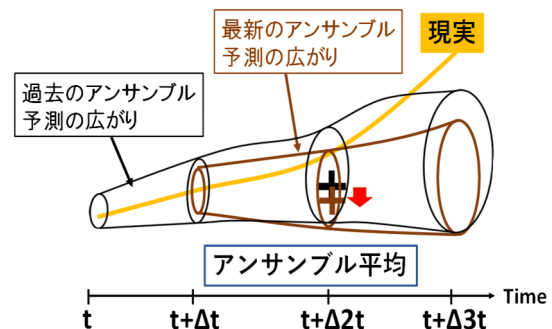 最新のアンサンブル
予測の広がり
現実
過去のアンサンブル
予測の広がり
アンサンブル平均
Time
t
t+Δt
t+Δ2t
t+Δ3t